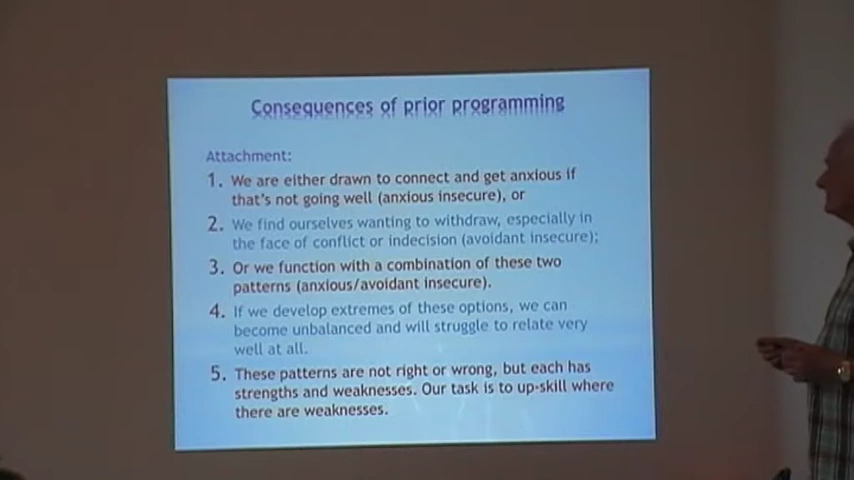 Consequences of prior programming
Attachment:
1. We are either drawn to connect and get anxious if
that's not going well (anxious insecure), or
2. We find ourselves wanting to withdraw, especially in
the face of conflict or indecision (avoidant insecure);
3. Or we function with a combination of these two
patterns (anxious/avoidant insecure).
4. If we develop extremes of these options, we can
become unbalanced and will struggle to relate very
well at all.
5. These patterns are not right or wrong, but each has
strengths and weaknesses. Our task is to up-skill where
there are weaknesses.